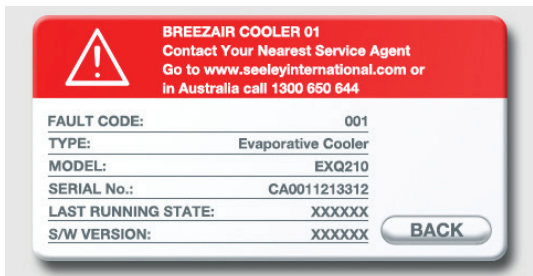 BREEZAIR COOLER 01
Contact Your Nearest Service Agent
Go to www.seeleyinternational.com or
in Australia call 1300 650 644
FAULT CODE: 001
TYPE: Evaporative Cooler
MODEL: EXQ210
SERIAL No.: CA0011213312
LAST RUNNING STATE: XXXXXX
S/W VERSION: XXXXXX
BACK